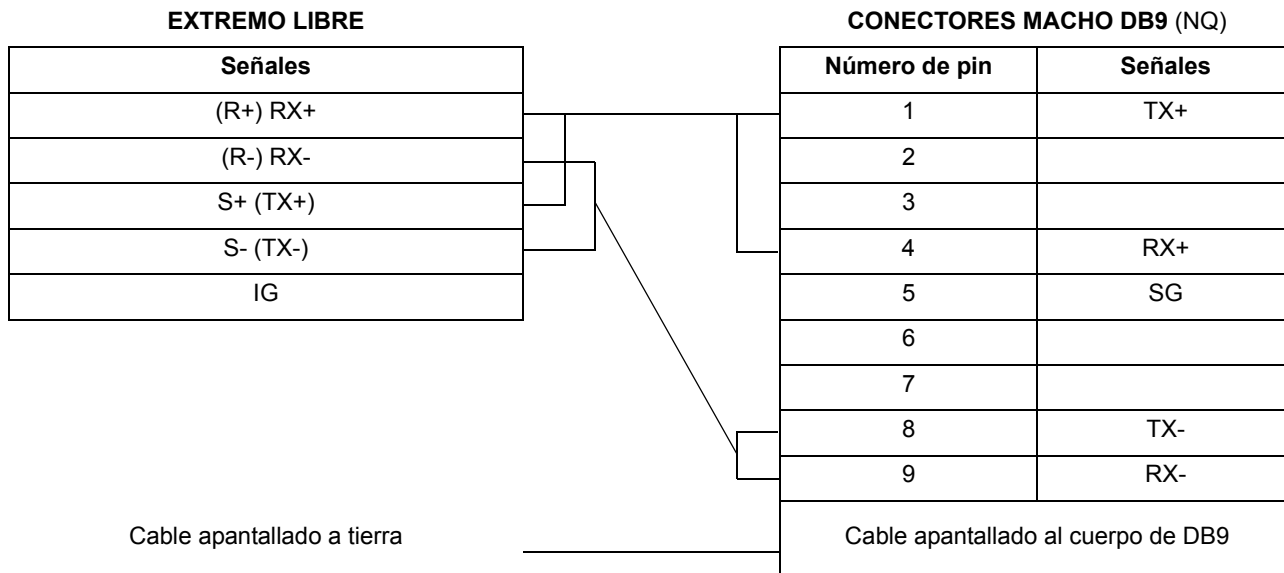 EXTREMO LIBRE
CONECTORES MACHO DB9 (NQ)
Señales
Número de pin Señales
(R+) RX+
1 TX+
(R-) RX-
2
S+ (TX+)
3
S- (TX-)
4 RX+
IG
5 SG
6
7
8 TX-
9 RX-
Cable apantallado a tierra
Cable apantallado al cuerpo de DB9